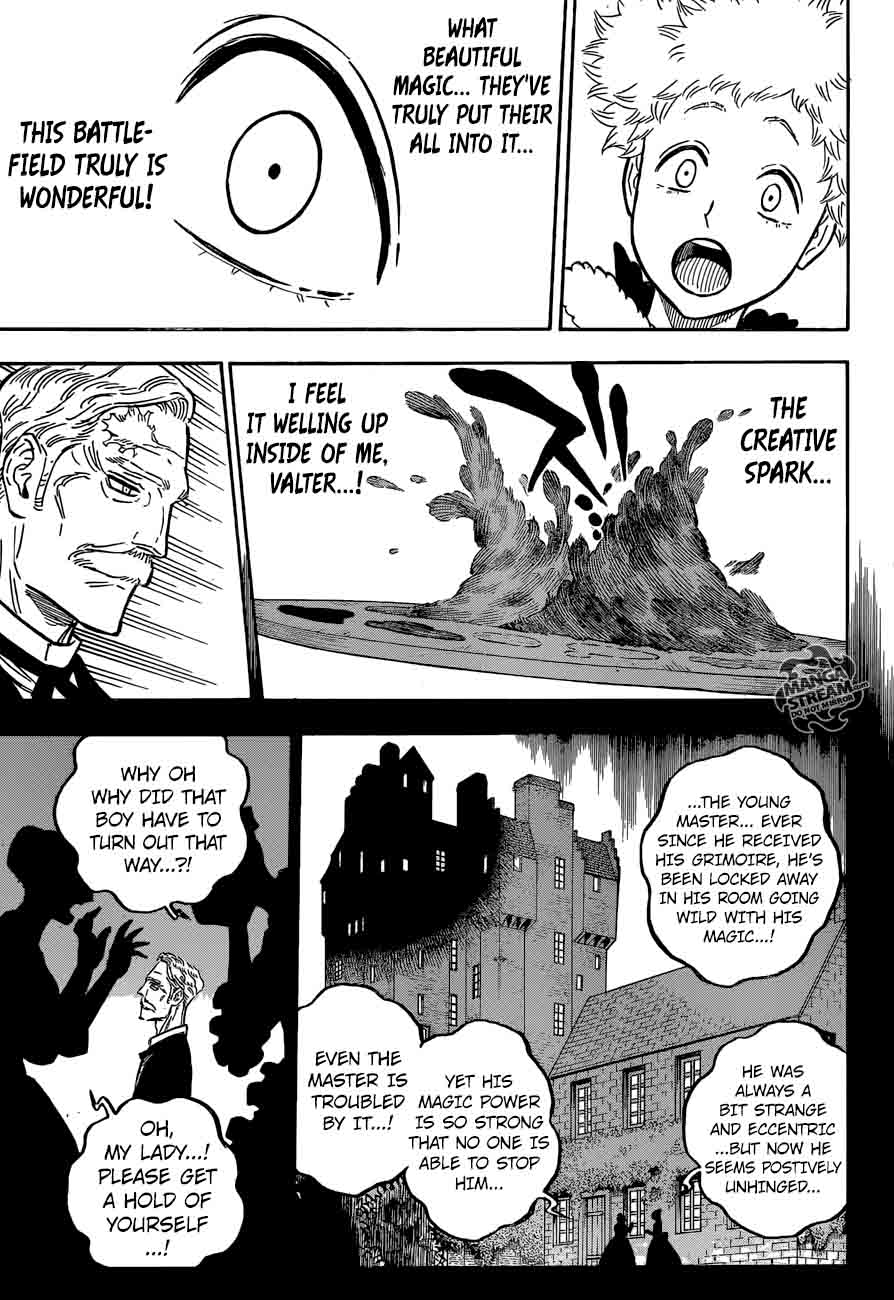 WHAT
BEAUTIFUL
MAGIC... THEY'VE
TRULY PUT THEIR
ALL INTO IT...
THIS BATTLE-
FIELD TRULY IS
WONDERFUL!
THE
CREATIVE
SPARK...
I FEEL
IT WELLING UP
INSIDE OF ME,
VALTER...!
MANGA
STREAM.com
DO NOT MIRROR
...THE YOUNG
MASTER... EVER
SINCE HE RECEIVED
HIS GRIMOIRE, HE'S
BEEN LOCKED AWAY
IN HIS ROOM GOING
WILD WITH HIS
MAGIC...!
HE WAS
ALWAYS A
BIT STRANGE
AND ECCENTRIC
...BUT NOW HE
SEEMS POSTIVELY
UNHINGED...
YET HIS
MAGIC POWER
IS SO STRONG
THAT NO ONE IS
ABLE TO STOP
HIM...
EVEN THE
MASTER IS
TROUBLED
BY IT...!
WHY OH
WHY DID THAT
BOY HAVE TO
TURN OUT THAT
WAY...?!
OH,
MY LADY...!
PLEASE GET
A HOLD OF
YOURSELF
...!